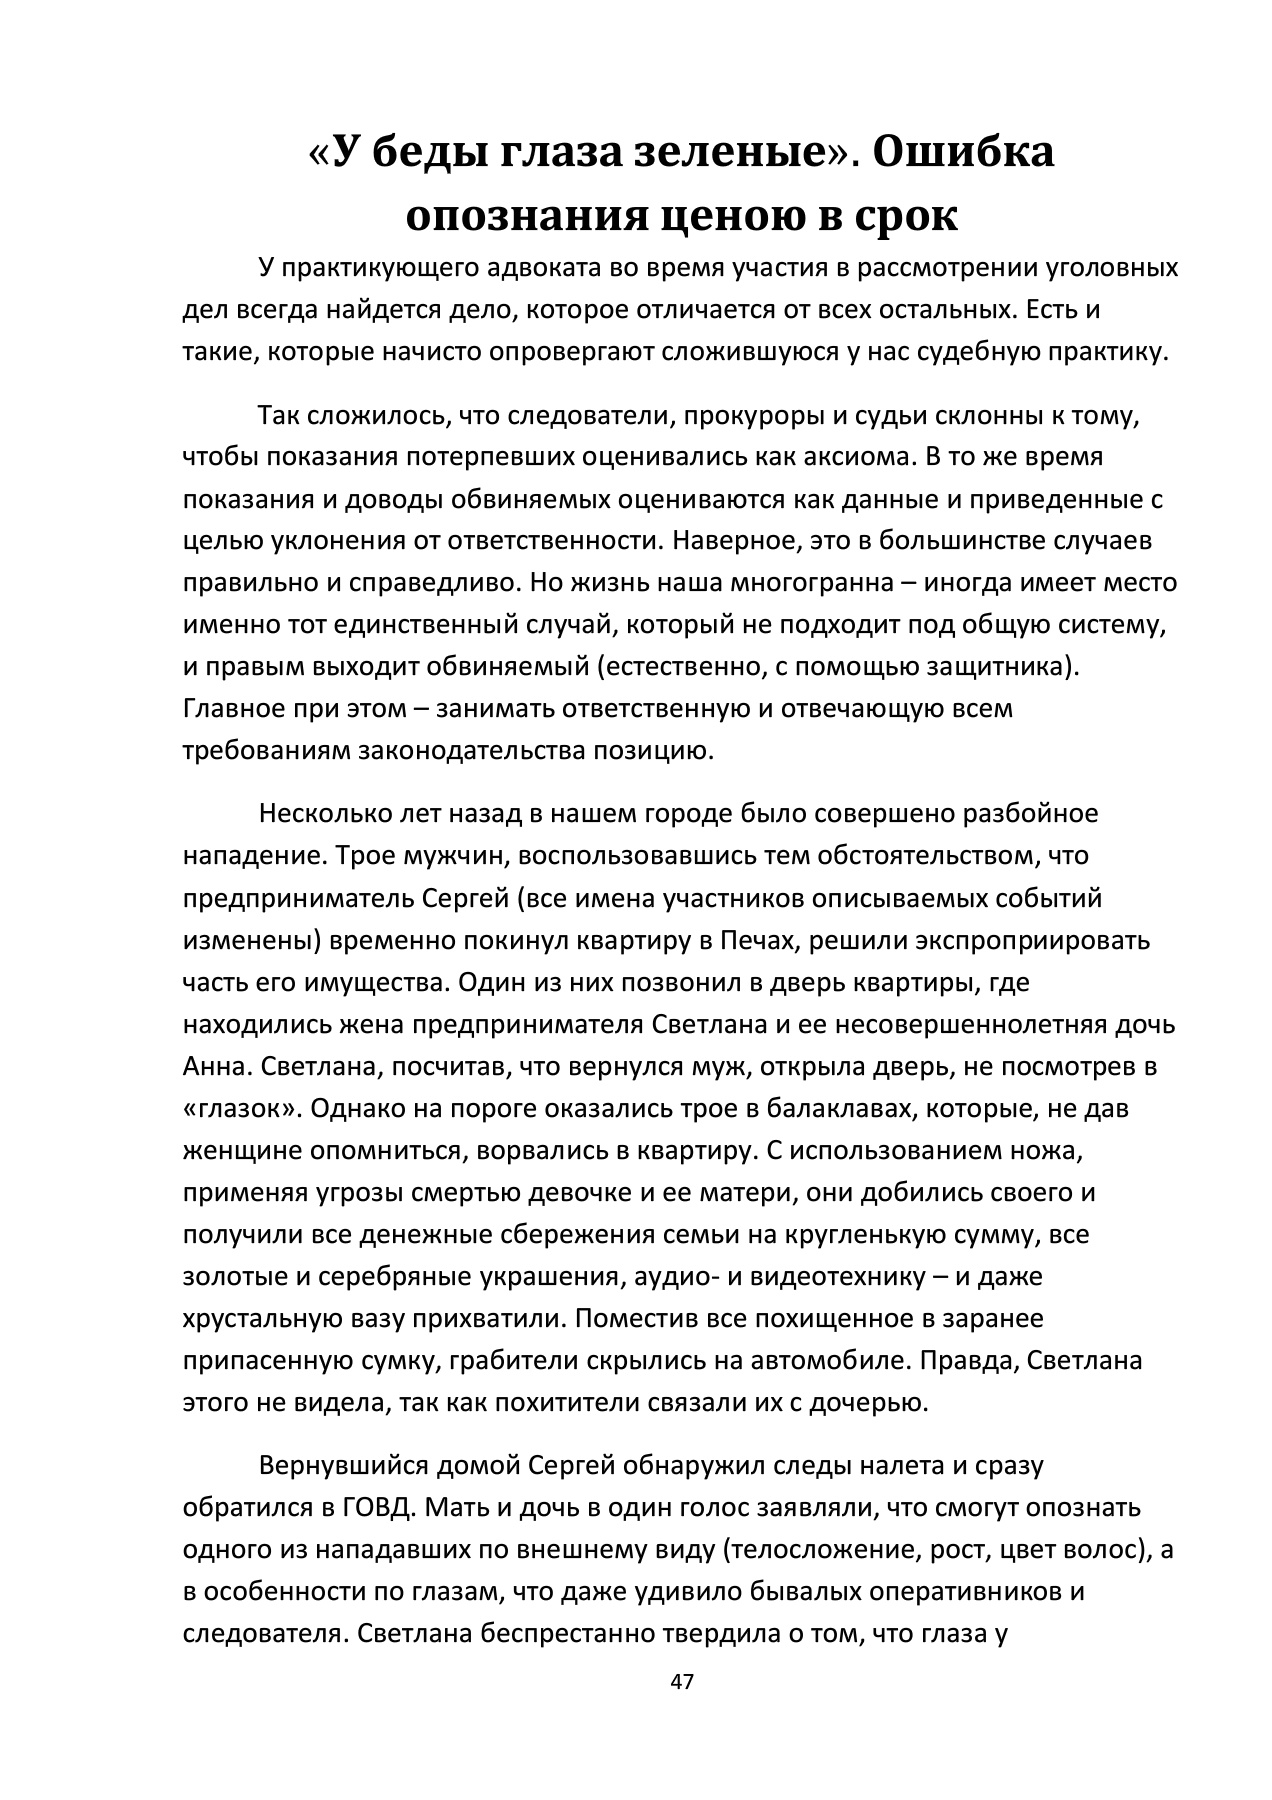 «У беды глаза зеленые». Ошибка
опознания ценою в срок
У практикующего адвоката во время участия в рассмотрении уголовных
дел всегда найдется дело, которое отличается от всех остальных. Есть и
такие, которые начисто опровергают сложившуюся у нас судебную практику.
Так сложилось, что следователи, прокуроры и судьи склонны к тому,
чтобы показания потерпевших оценивались как аксиома. В то же время
показания и доводы обвиняемых оцениваются как данные и приведенные с
целью уклонения от ответственности. Наверное, это в большинстве случаев
правильно и справедливо. Но жизнь наша многогранна – иногда имеет место
именно тот единственный случай, который не подходит под общую систему,
и правым выходит обвиняемый (естественно, с помощью защитника).
Главное при этом – занимать ответственную и отвечающую всем
требованиям законодательства позицию.
Несколько лет назад в нашем городе было совершено разбойное
нападение. Трое мужчин, воспользовавшись тем обстоятельством, что
предприниматель Сергей (все имена участников описываемых событий
изменены) временно покинул квартиру в Печах, решили экспроприировать
часть его имущества. Один из них позвонил в дверь квартиры, где
находились жена предпринимателя Светлана и ее несовершеннолетняя дочь
Анна. Светлана, посчитав, что вернулся муж, открыла дверь, не посмотрев в
«глазок». Однако на пороге оказались трое в балаклавах, которые, не дав
женщине опомниться, ворвались в квартиру. С использованием ножа,
применяя угрозы смертью девочке и ее матери, они добились своего и
получили все денежные сбережения семьи на кругленькую сумму, все
золотые и серебряные украшения, аудио- и видеотехнику – и даже
хрустальную вазу прихватили. Поместив все похищенное в заранее
припасенную сумку, грабители скрылись на автомобиле. Правда, Светлана
этого не видела, так как похитители связали их с дочерью.
Вернувшийся домой Сергей обнаружил следы налета и сразу
обратился в ГОВД. Мать и дочь в один голос заявляли, что смогут опознать
одного из нападавших по внешнему виду (телосложение, рост, цвет волос), а
в особенности по глазам, что даже удивило бывалых оперативников и
следователя. Светлана беспрестанно твердила о том, что глаза у
47